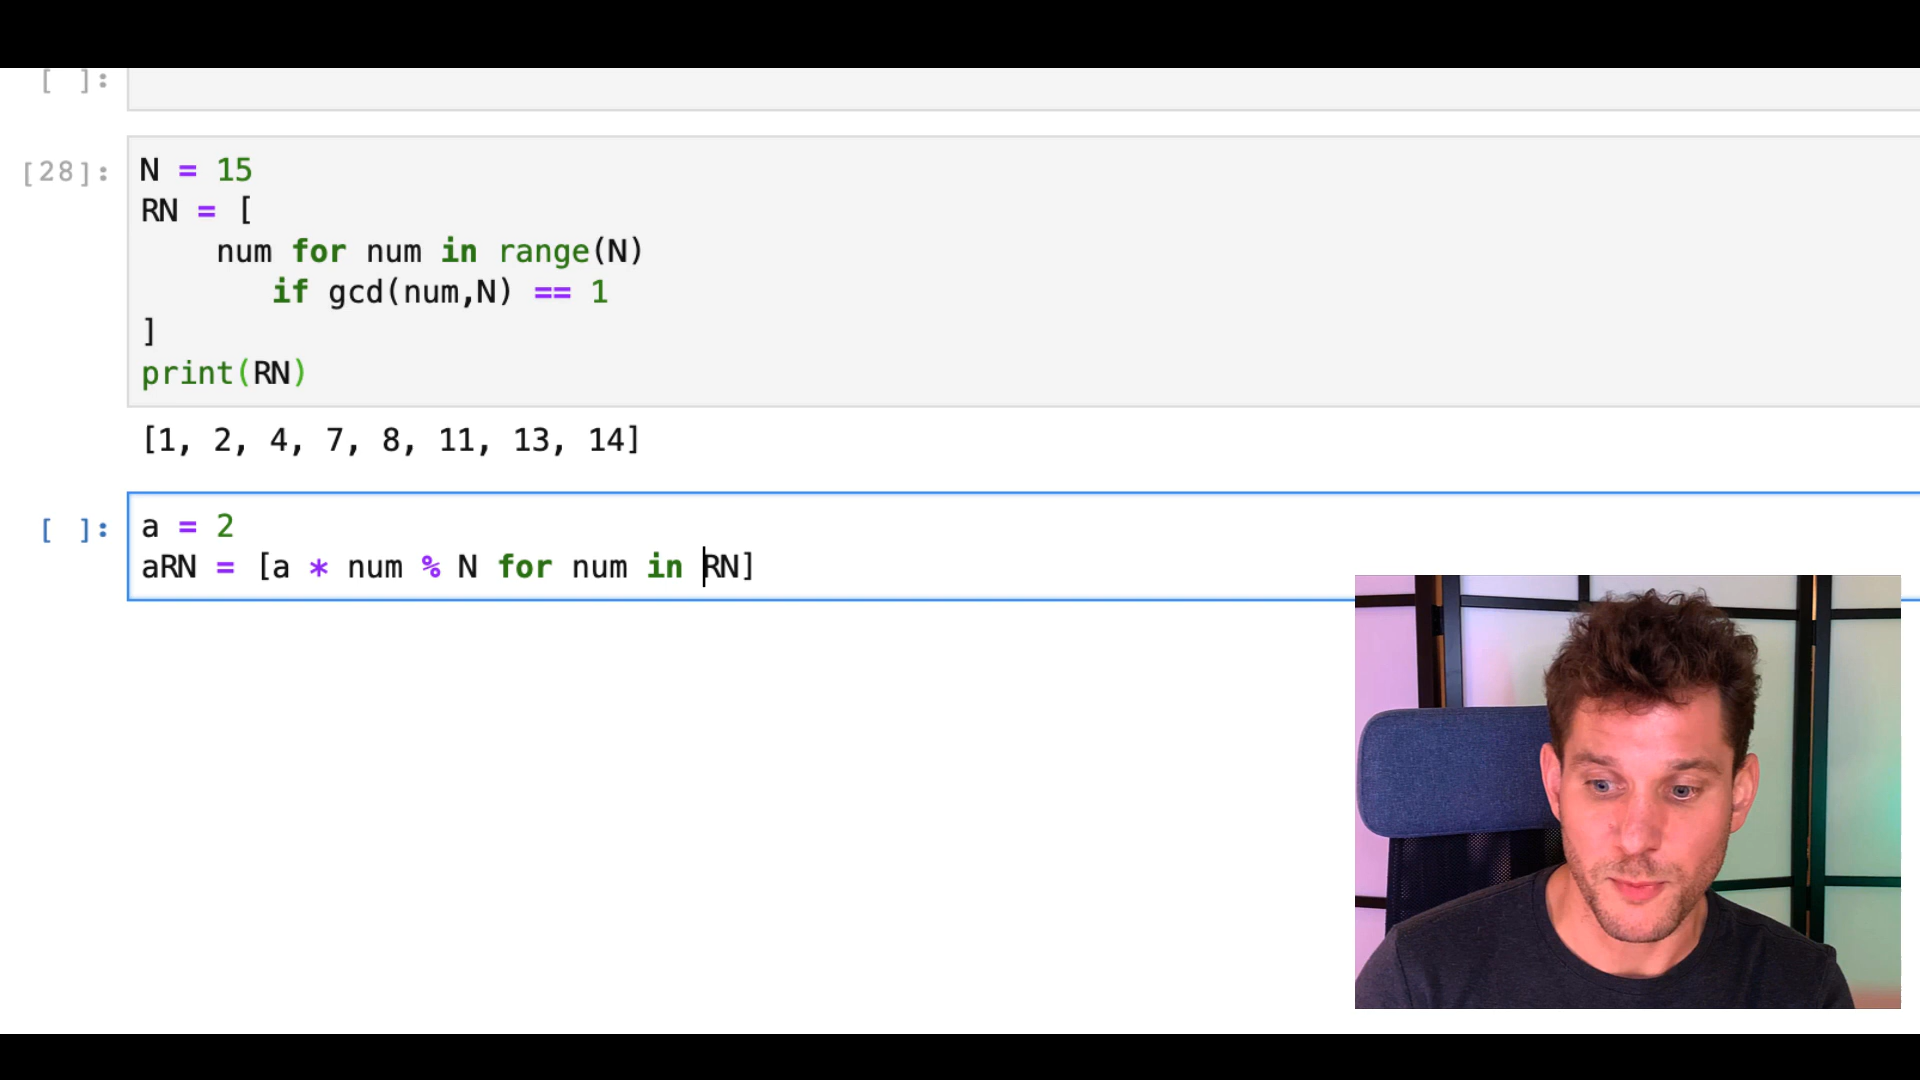 [ ]:
[28]:
N = 15
RN = [
    num for num in range(N)
       if gcd(num,N) == 1
]
print(RN)
[1, 2, 4, 7, 8, 11, 13, 14]
[ ]:
a = 2
aRN = [a * num % N for num in RN]